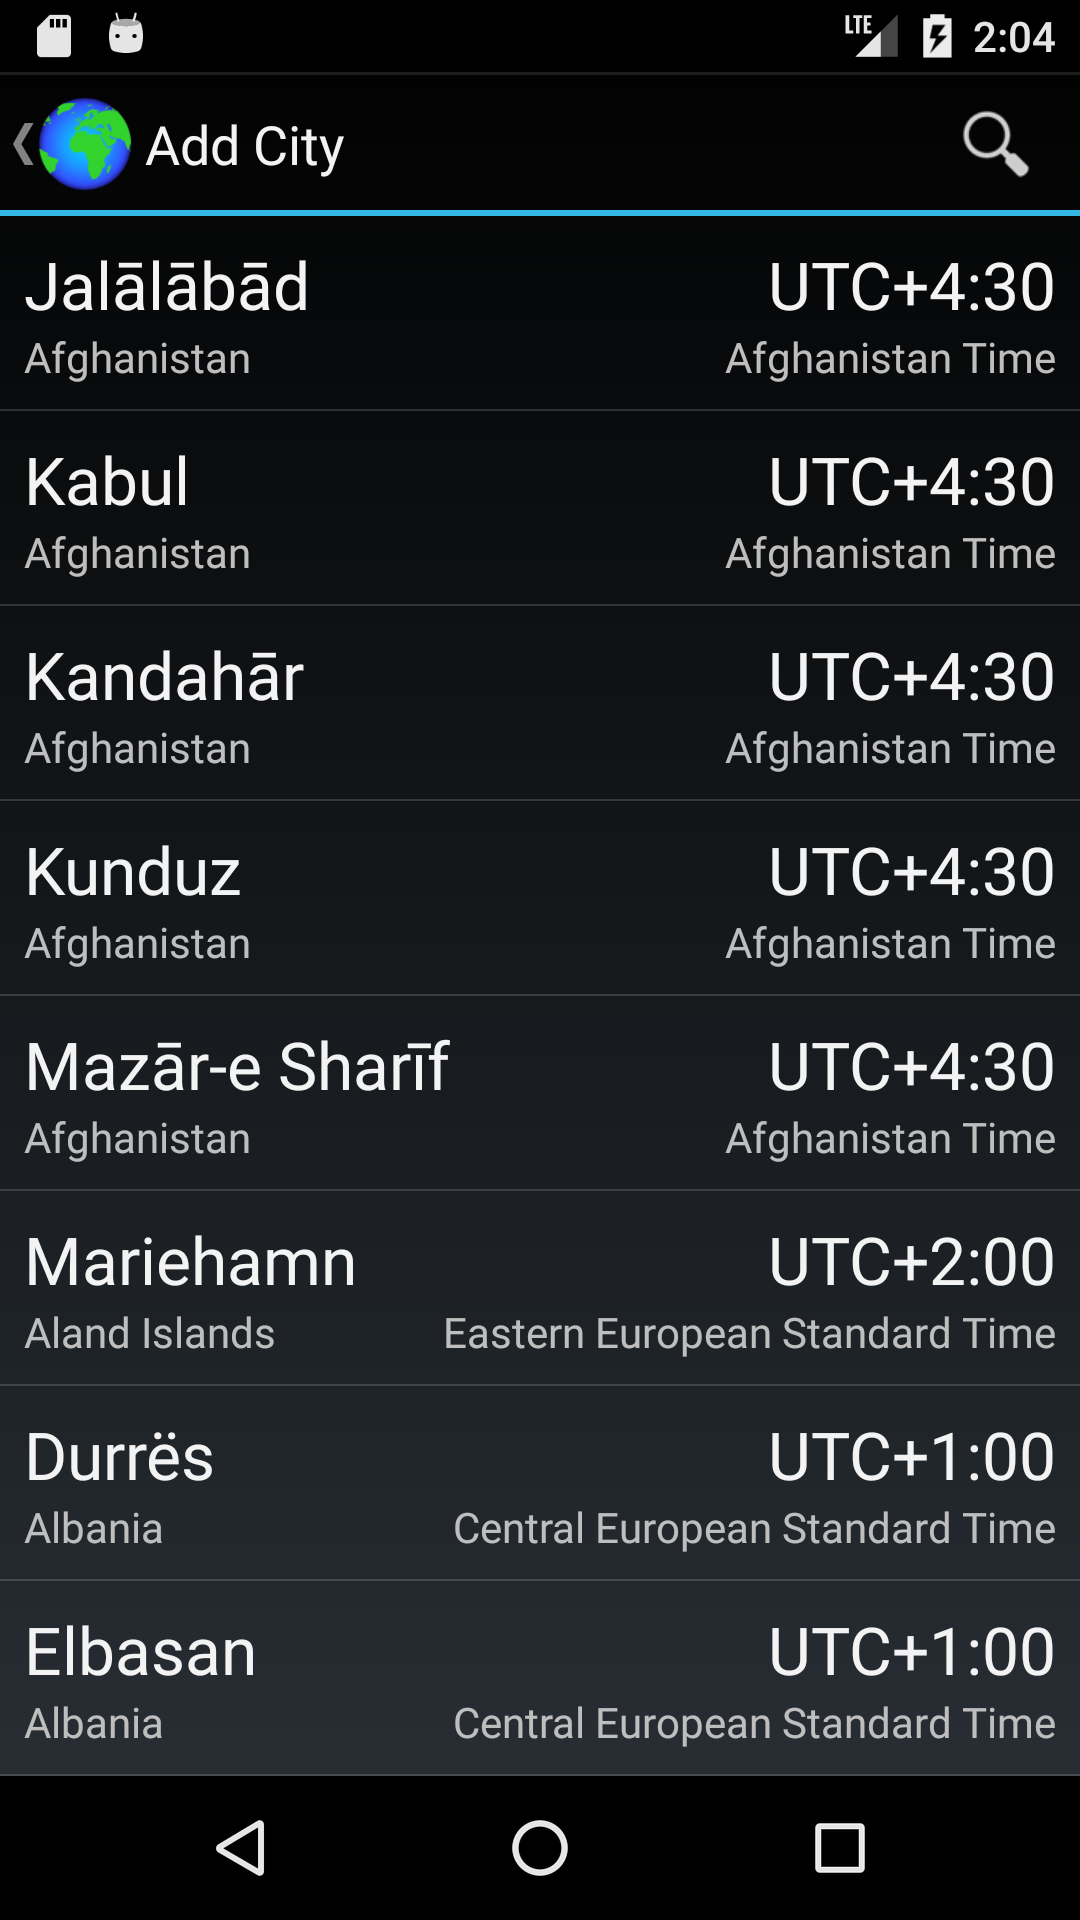 LTE 2:04
Add City
Jalālābād UTC+4:30
Afghanistan Afghanistan Time
Kabul UTC+4:30
Afghanistan Afghanistan Time
Kandahār UTC+4:30
Afghanistan Afghanistan Time
Kunduz UTC+4:30
Afghanistan Afghanistan Time
Mazār-e Sharīf UTC+4:30
Afghanistan Afghanistan Time
Mariehamn UTC+2:00
Aland Islands Eastern European Standard Time
Durrës UTC+1:00
Albania Central European Standard Time
Elbasan UTC+1:00
Albania Central European Standard Time